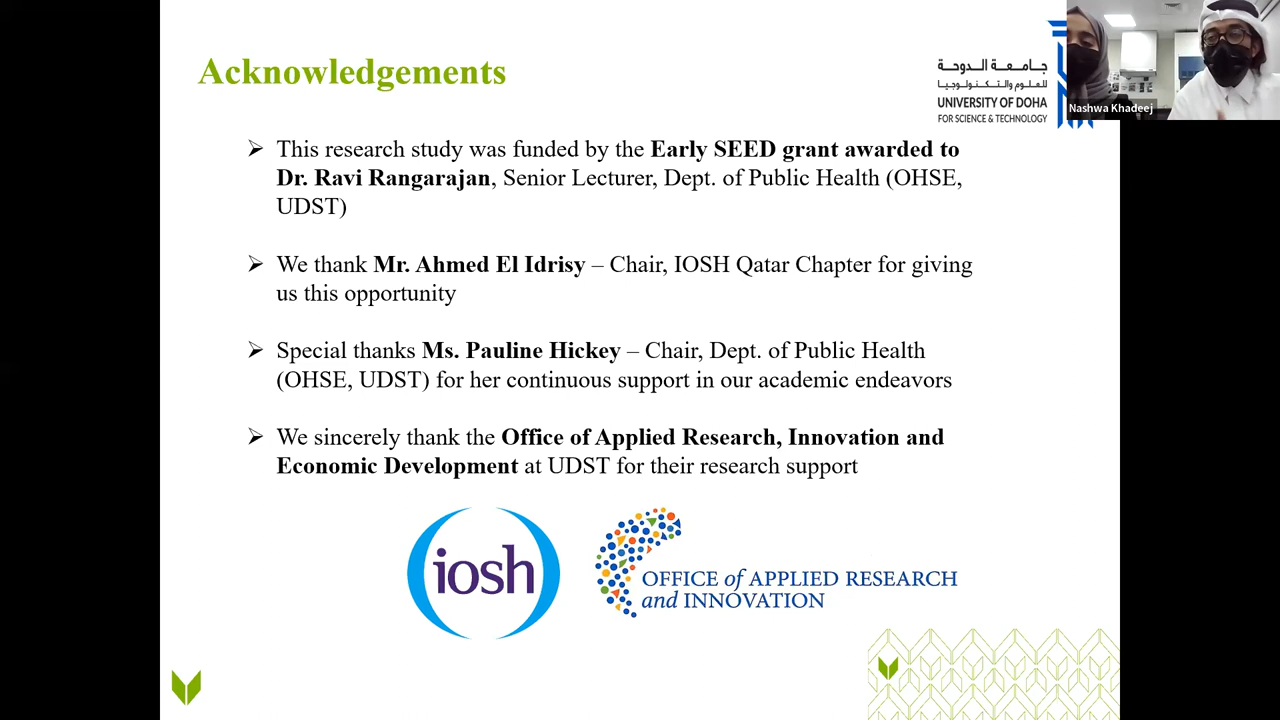 Acknowledgements
جامعة الدوحة
للعلوم والتكنولوجيا
UNIVERSITY OF DOHA
FOR SCIENCE & TECHNOLOGY
Nashwa Khadeej
➢ This research study was funded by the Early SEED grant awarded to
Dr. Ravi Rangarajan, Senior Lecturer, Dept. of Public Health (OHSE,
UDST)
➢ We thank Mr. Ahmed El Idrisy – Chair, IOSH Qatar Chapter for giving
us this opportunity
➢ Special thanks Ms. Pauline Hickey – Chair, Dept. of Public Health
(OHSE, UDST) for her continuous support in our academic endeavors
➢ We sincerely thank the Office of Applied Research, Innovation and
Economic Development at UDST for their research support
iosh
OFFICE of APPLIED RESEARCH
and INNOVATION